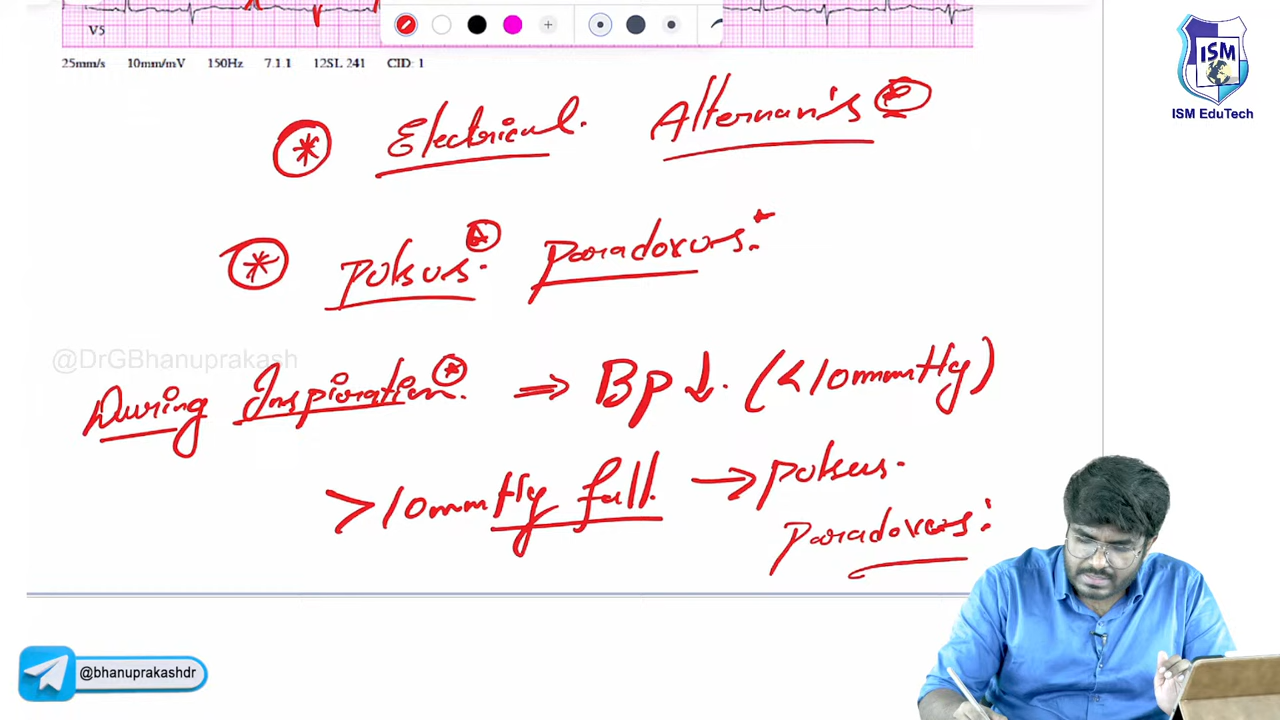 V5
25mm/s 10mm/mV 150Hz 7.1.1 12SL 241 CID: 1
ISM
ISM EduTech
Electrical Alternanis
pulsus paradoxus
@DrGBhanuprakash
During Inspiration ⇒ BP↓ (<10mmHg)
>10mmHg fall → pulsus
paradoxus
@bhanuprakashdr